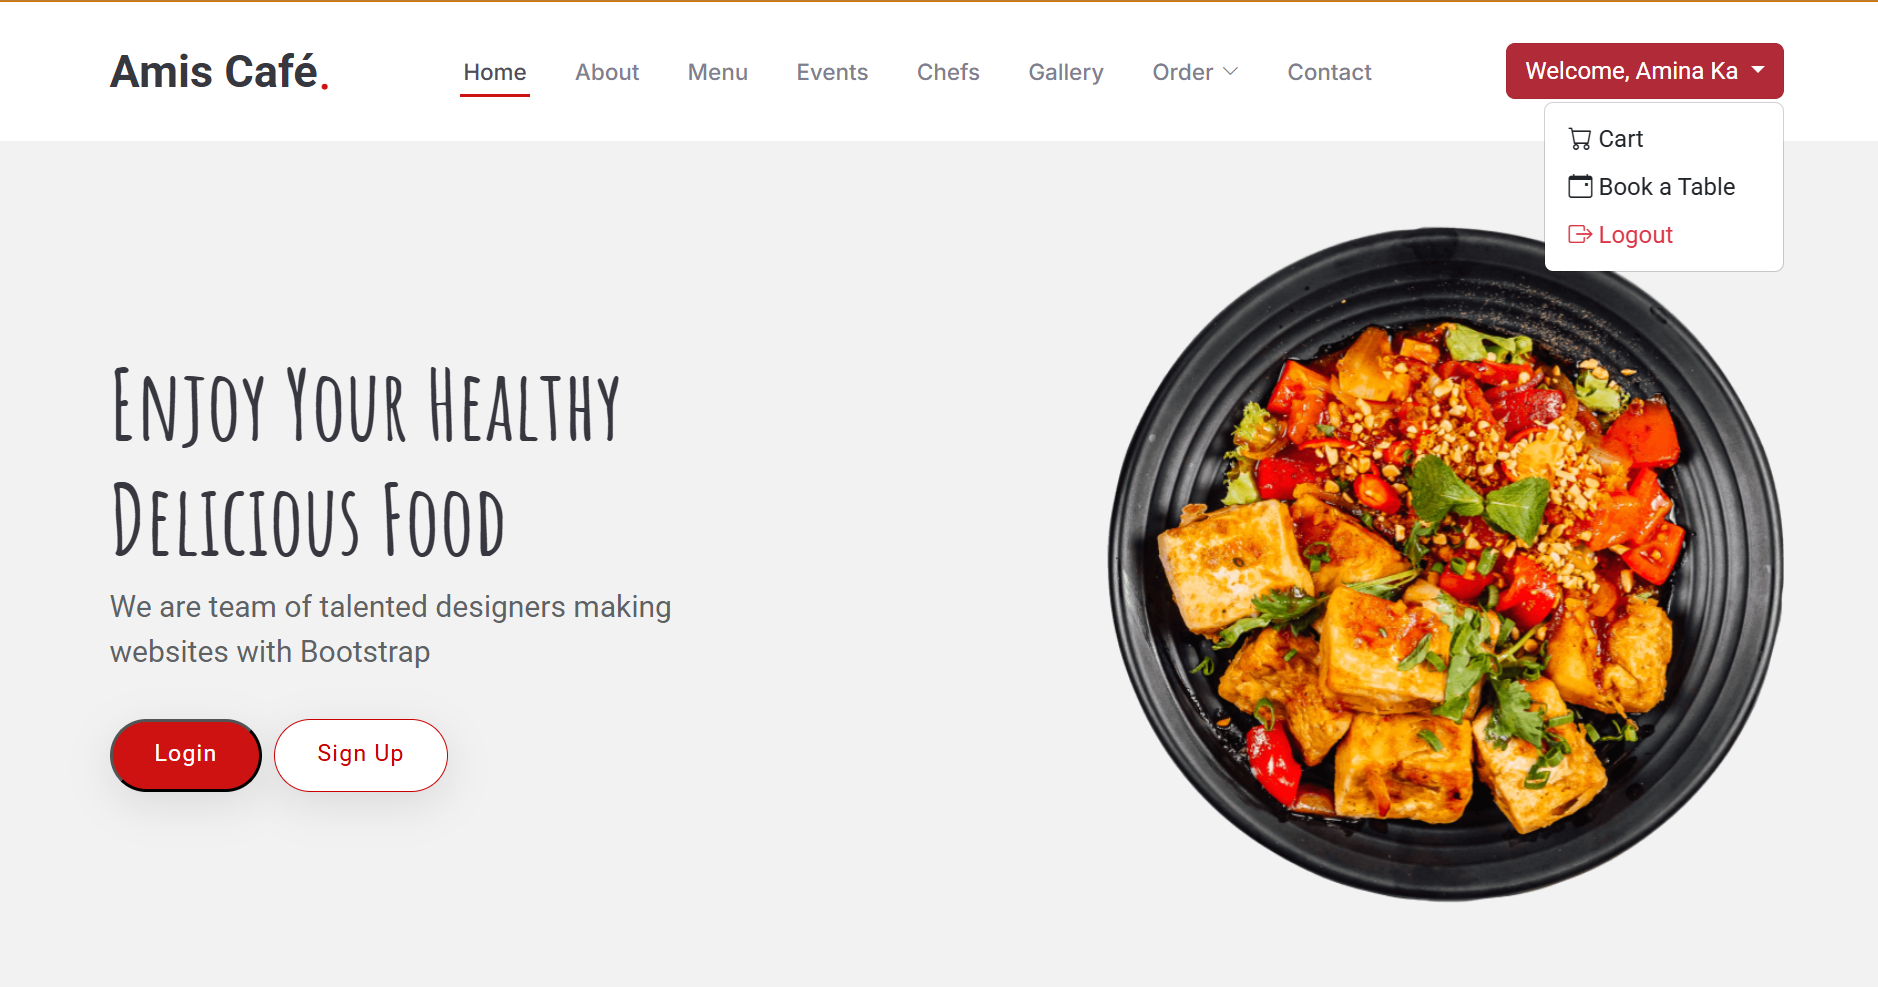 Amis Café.
Home About Menu Events Chefs Gallery Order Contact
Welcome, Amina Ka
Cart
Book a Table
Logout
Enjoy Your Healthy
Delicious Food
We are team of talented designers making
websites with Bootstrap
Login Sign Up